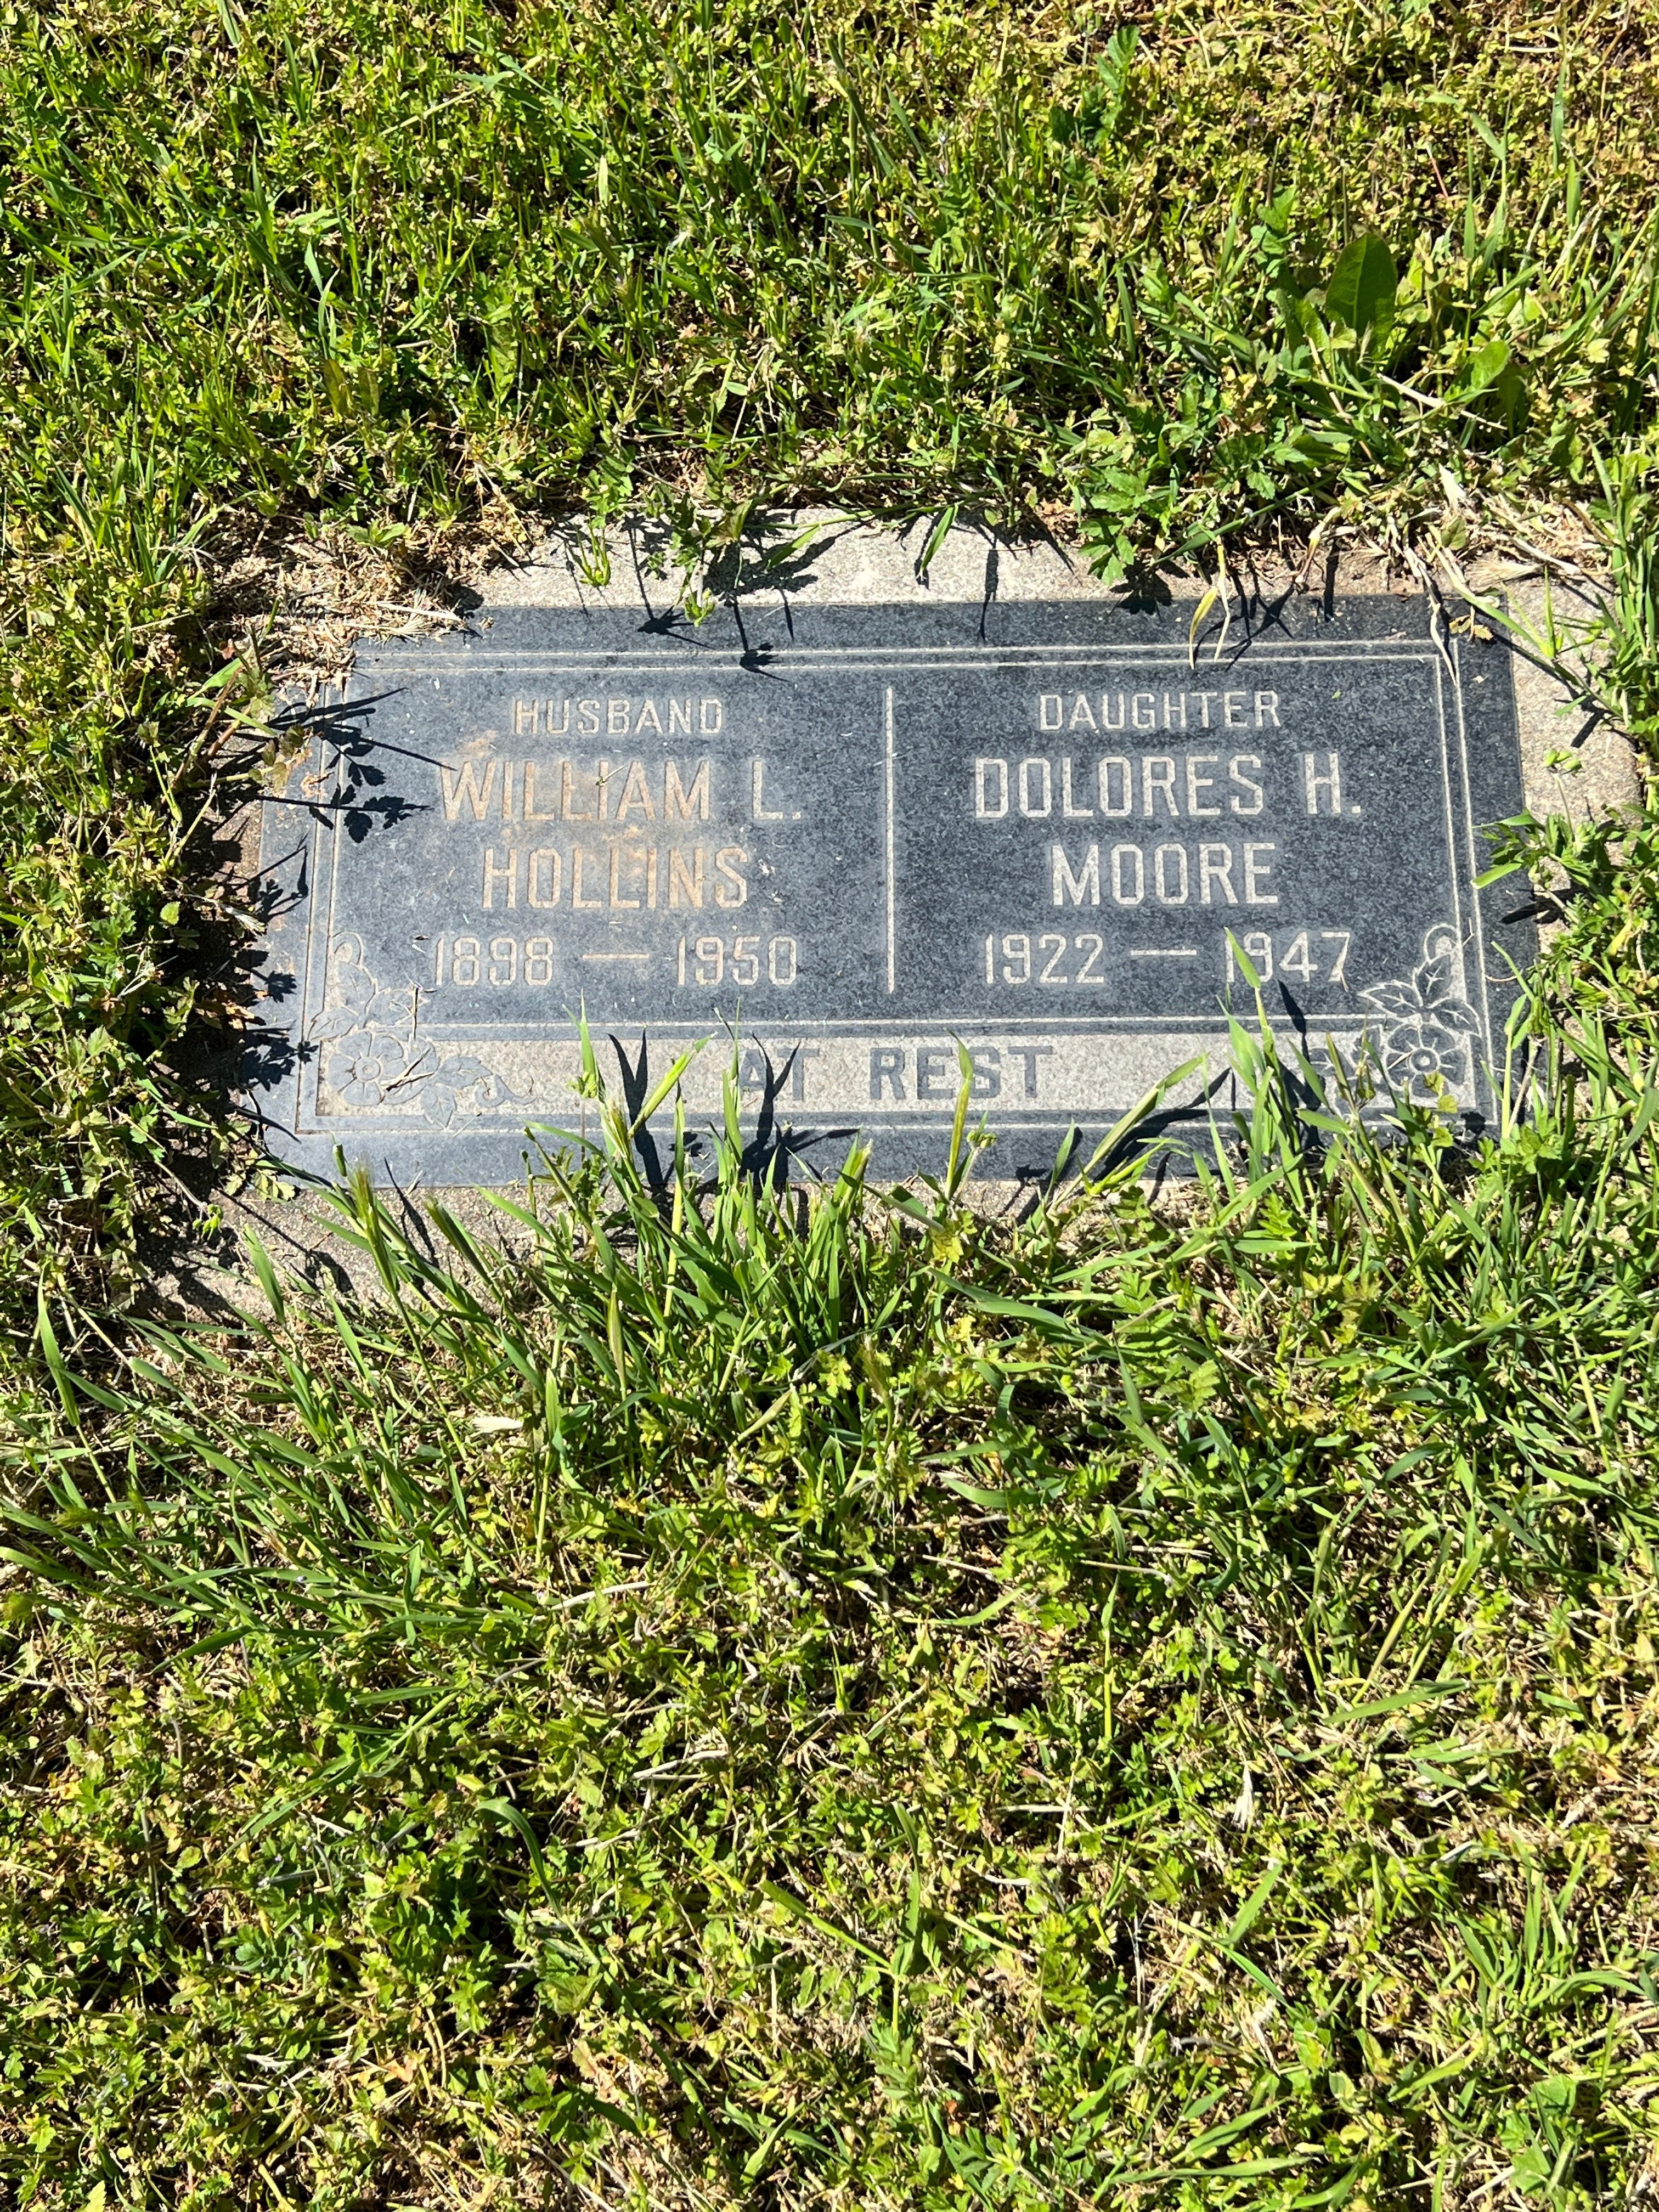 HUSBAND
WILLIAM L.
HOLLINS
1898 — 1950
DAUGHTER
DOLORES H.
MOORE
1922 — 1947
AT REST